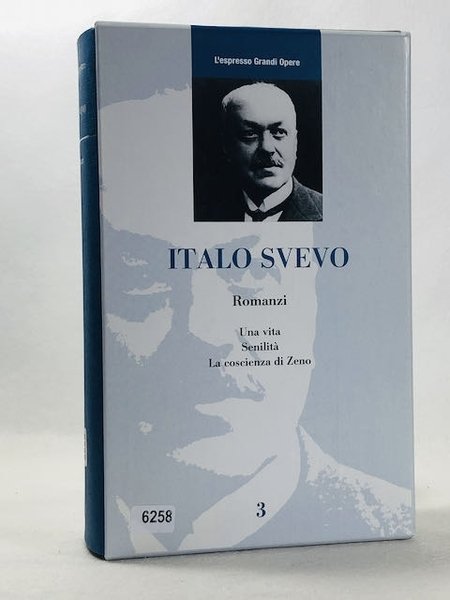 L'espresso Grandi Opere
ITALO SVEVO
Romanzi
Una vita
Senilità
La coscienza di Zeno
6258
3